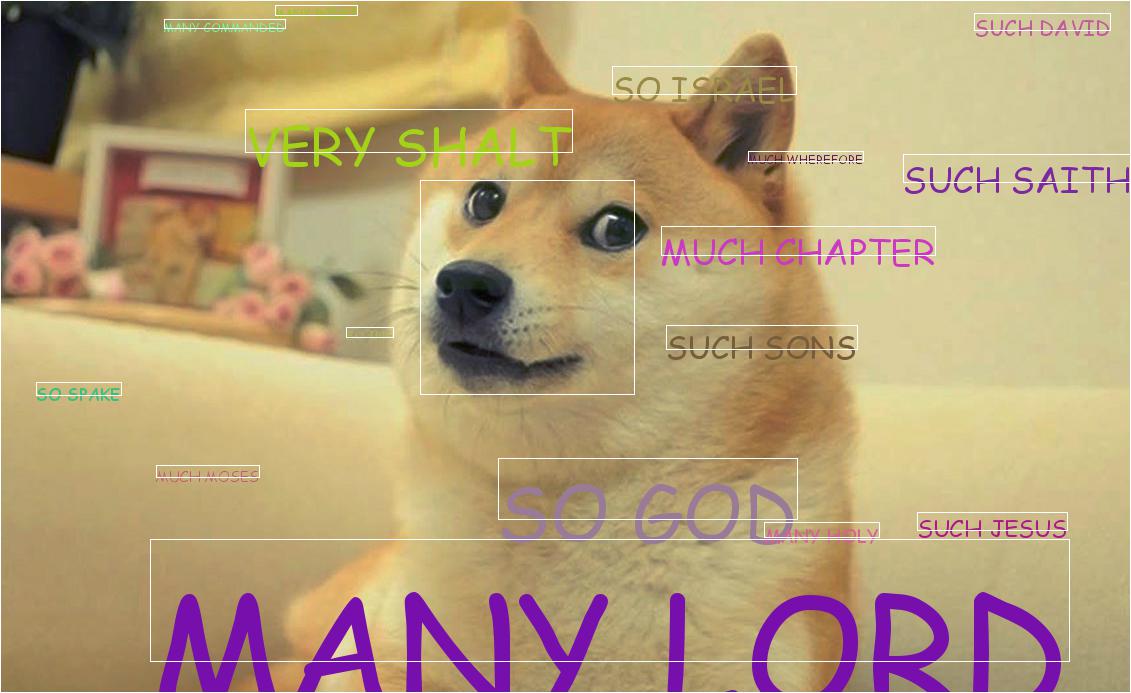 MANY COMMANDED
SUCH DAVID
SO ISRAEL
VERY SHALT
MUCH WHEREFORE
SUCH SAITH
MUCH CHAPTER
SUCH SONS
SO SPAKE
MUCH MOSES
SO GOD
MANY HOLY
SUCH JESUS
MANY LORD